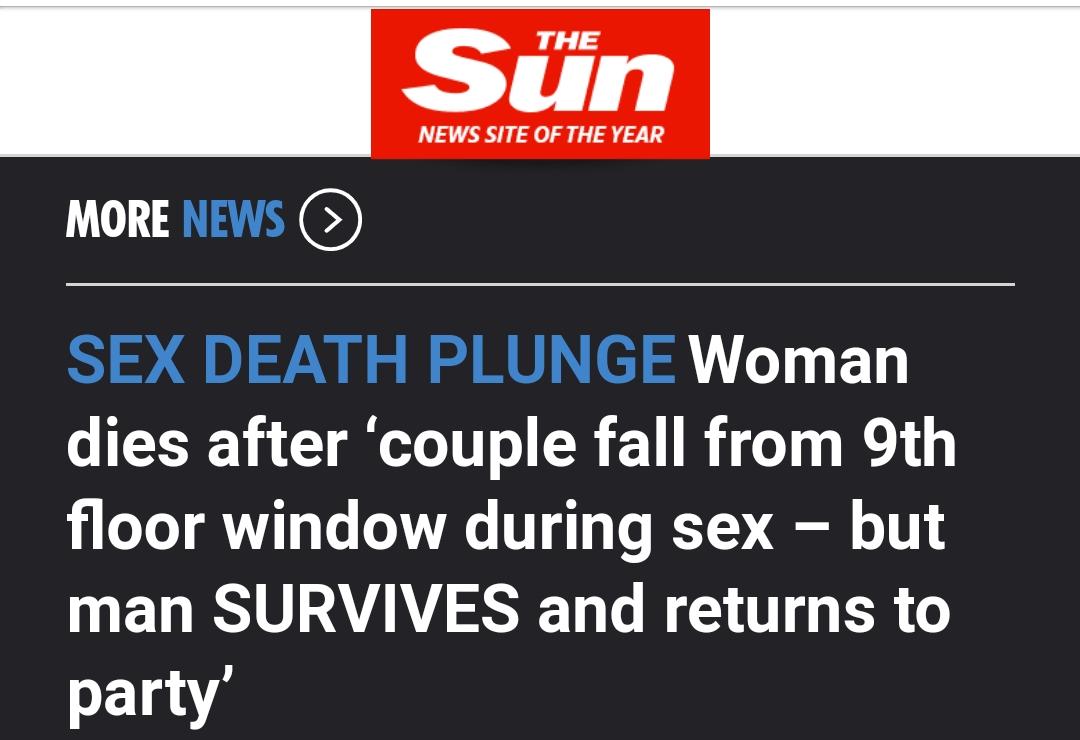 THE
Sun
NEWS SITE OF THE YEAR
MORE NEWS
SEX DEATH PLUNGE Woman
dies after ‘couple fall from 9th
floor window during sex – but
man SURVIVES and returns to
party’